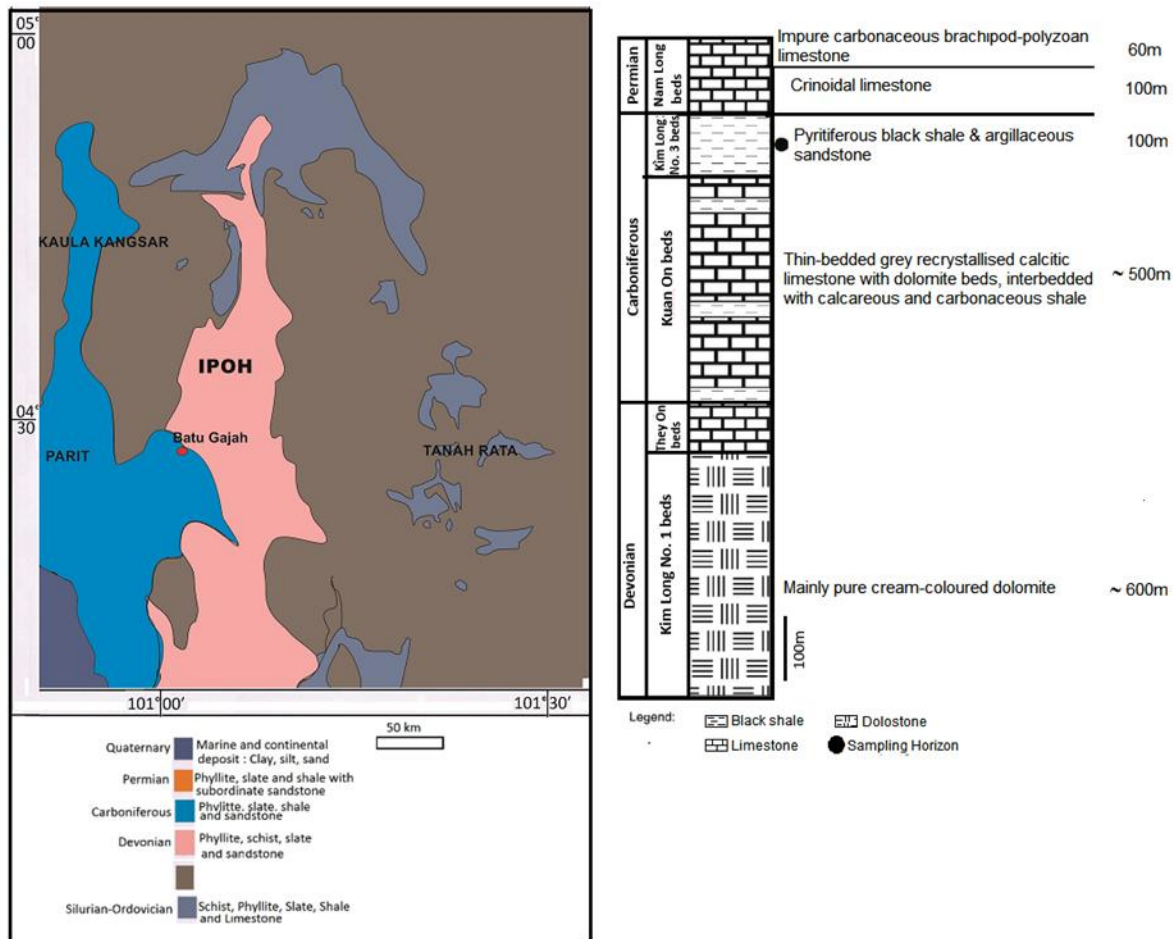 05°
00
KAULA KANGSAR
IPOH
04°
30
Batu Gajah
PARIT
TANAH RATA
101°00'
101°30'
50 km
Quaternary
Marine and continental
deposit : Clay, silt, sand
Permian
Phyllite, slate and shale with
subordinate sandstone
Carboniferous
Phylitte. slate. shale
and sandstone
Devonian
Phyllite, schist, slate
and sandstone
Silurian-Ordovician
Schist, Phyllite, Slate, Shale
and Limestone
Permian
Nam Long
beds
Impure carbonaceous brachipod-polyzoan
limestone
60m
Crinoidal limestone
100m
Carboniferous
Kim Long
No. 3 beds
Pyritiferous black shale & argillaceous
sandstone
100m
Kuan On beds
Thin-bedded grey recrystallised calcitic
limestone with dolomite beds, interbedded
with calcareous and carbonaceous shale
~ 500m
Devonian
They On
beds
Kim Long No. 1 beds
Mainly pure cream-coloured dolomite
~ 600m
100m
Legend:
Black shale
Dolostone
Limestone
Sampling Horizon